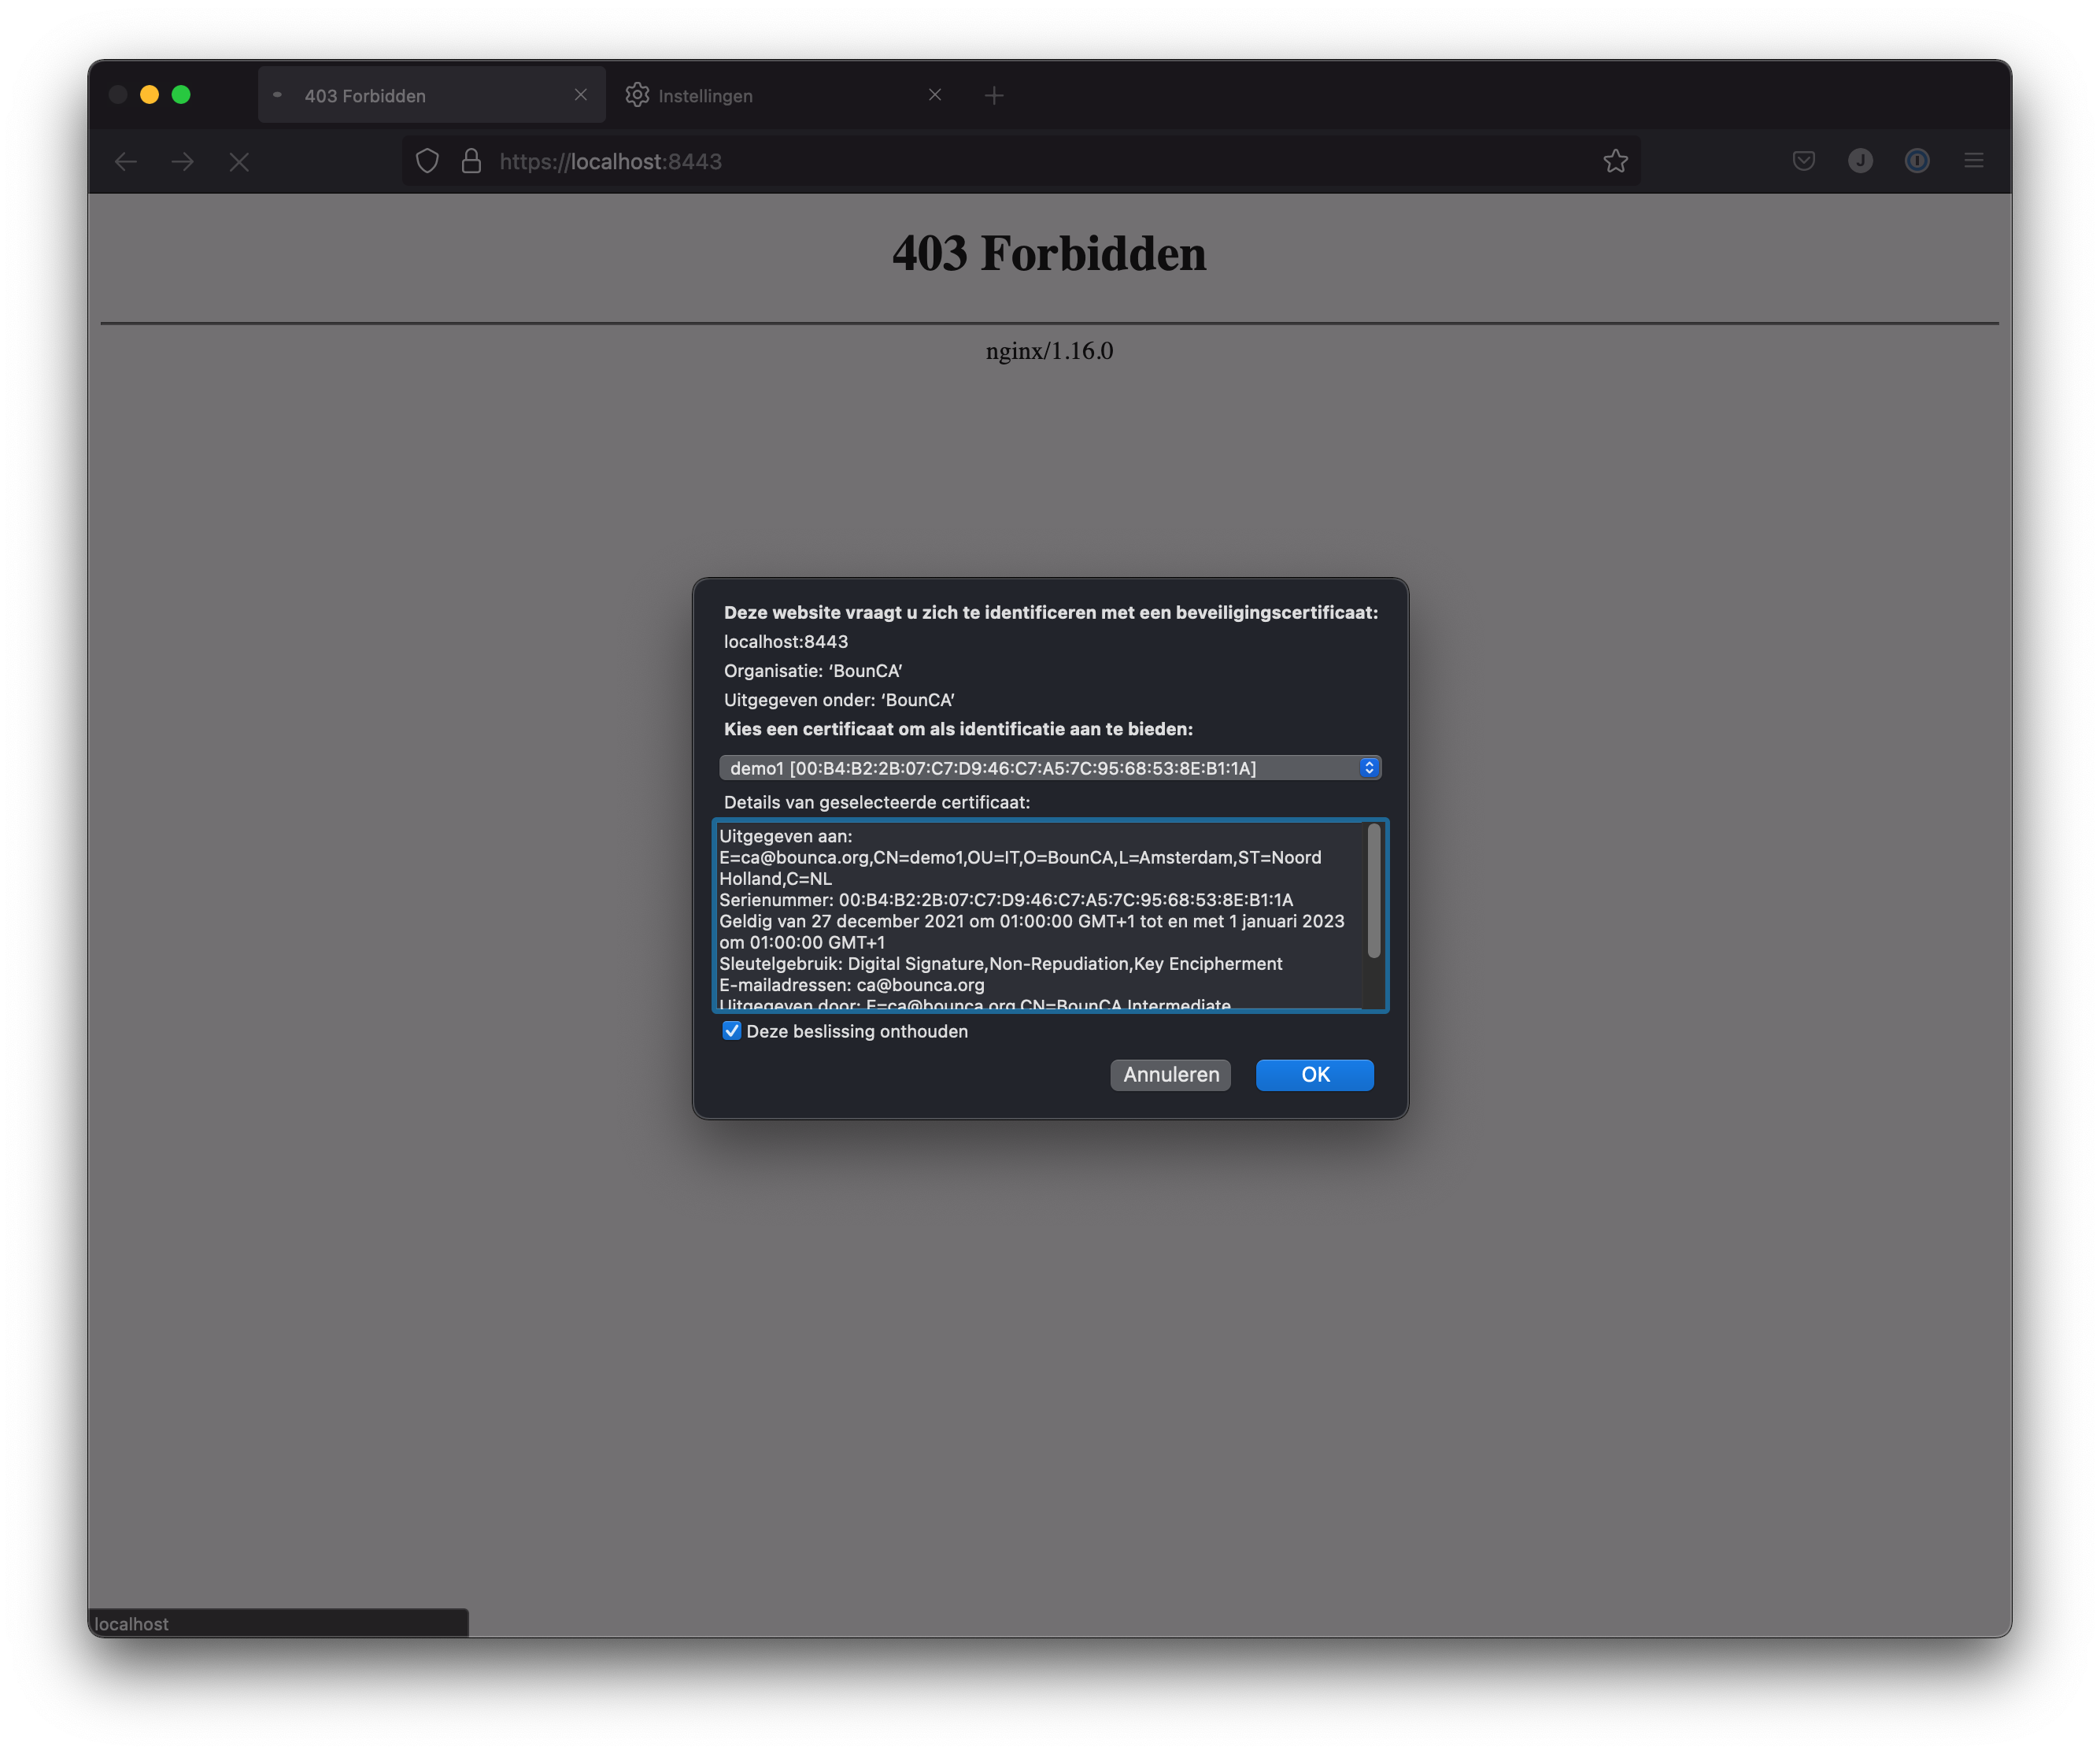 403 Forbidden
Instellingen
https://localhost:8443
J
403 Forbidden
nginx/1.16.0
Deze website vraagt u zich te identificeren met een beveiligingscertificaat:
localhost:8443
Organisatie: ‘BounCA’
Uitgegeven onder: ‘BounCA’
Kies een certificaat om als identificatie aan te bieden:
demo1 [00:B4:B2:2B:07:C7:D9:46:C7:A5:7C:95:68:53:8E:B1:1A]
Details van geselecteerde certificaat:
Uitgegeven aan:
E=ca@bounca.org,CN=demo1,OU=IT,O=BounCA,L=Amsterdam,ST=Noord
Holland,C=NL
Serienummer: 00:B4:B2:2B:07:C7:D9:46:C7:A5:7C:95:68:53:8E:B1:1A
Geldig van 27 december 2021 om 01:00:00 GMT+1 tot en met 1 januari 2023
om 01:00:00 GMT+1
Sleutelgebruik: Digital Signature,Non-Repudiation,Key Encipherment
E-mailadressen: ca@bounca.org
Uitgegeven door: E=ca@bounca.org,CN=BounCA Intermediate
Deze beslissing onthouden
Annuleren
OK
localhost